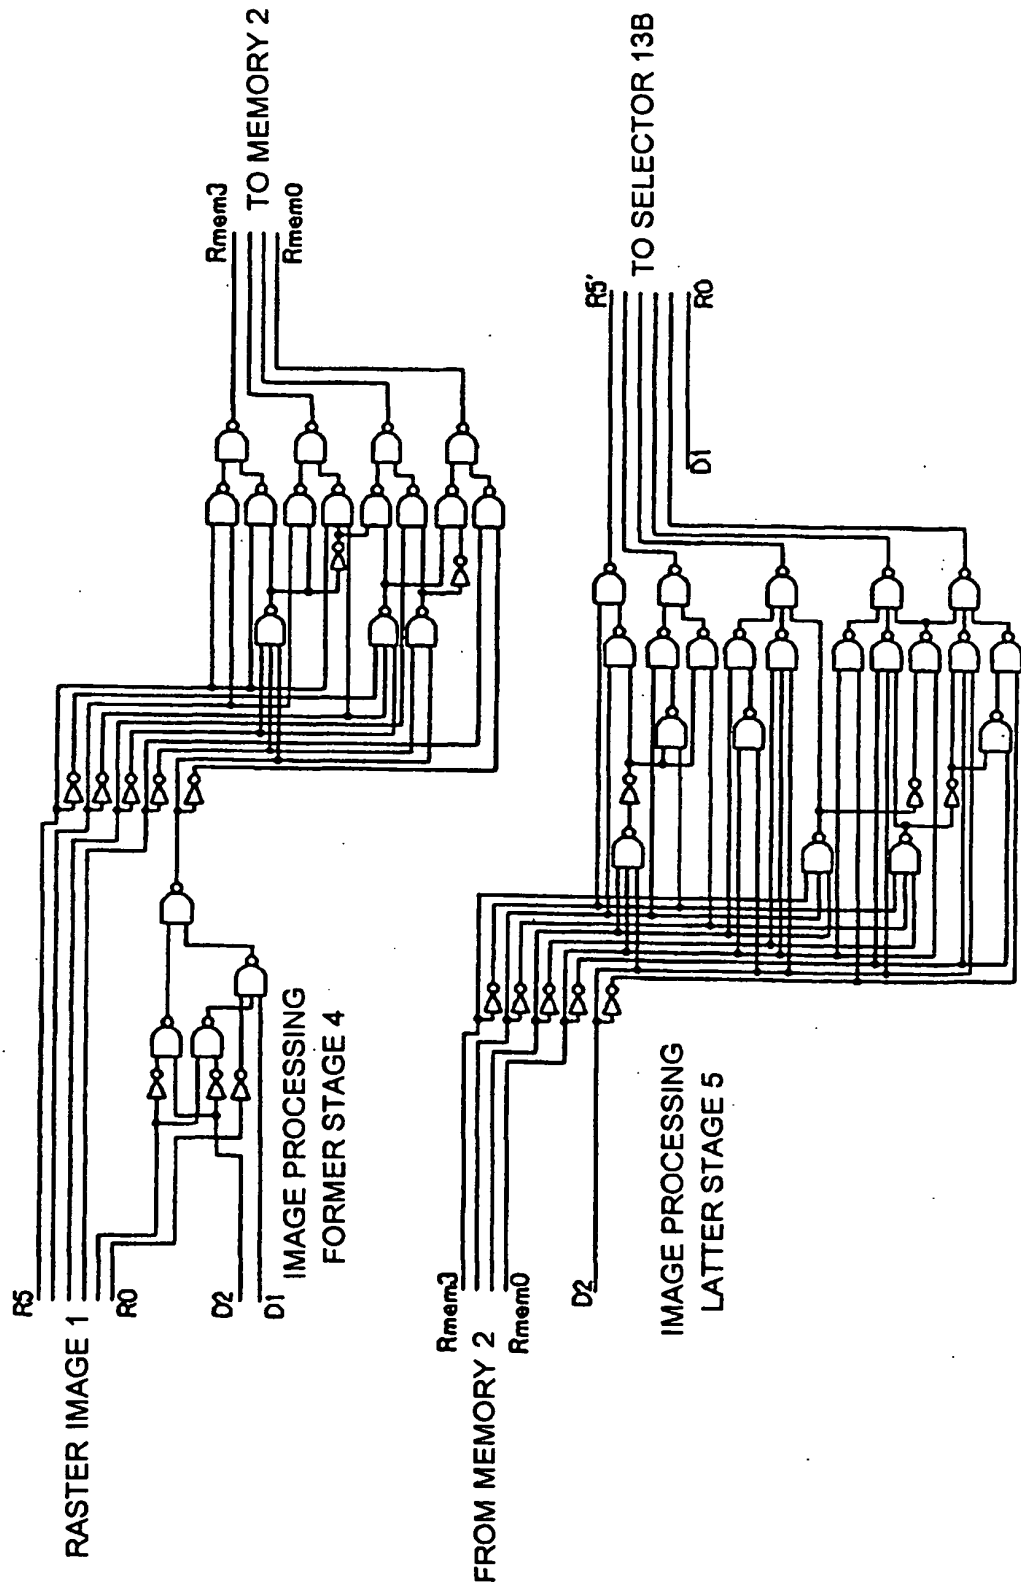 R5
RASTER IMAGE 1
R0
D2
D1
IMAGE PROCESSING
FORMER STAGE 4
Rmem3
TO MEMORY 2
Rmem0
Rmem3
FROM MEMORY 2
Rmem0
D2
IMAGE PROCESSING
LATTER STAGE 5
R5'
TO SELECTOR 13B
R0
D1